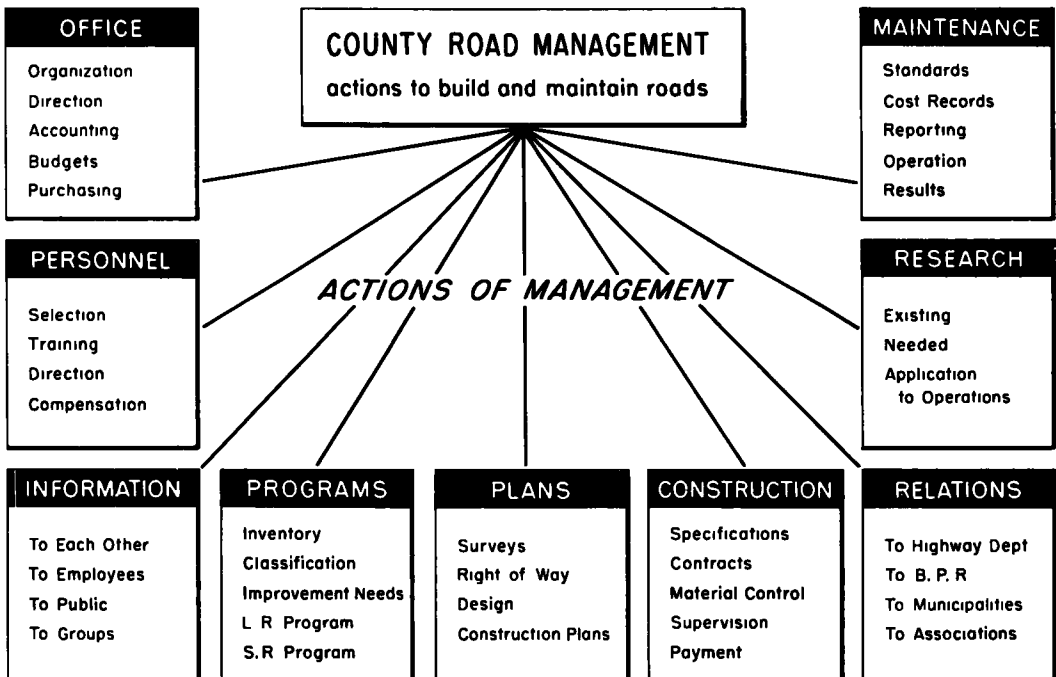 COUNTY ROAD MANAGEMENT
actions to build and maintain roads
ACTIONS OF MANAGEMENT
OFFICE
Organization
Direction
Accounting
Budgets
Purchasing
PERSONNEL
Selection
Training
Direction
Compensation
INFORMATION
To Each Other
To Employees
To Public
To Groups
PROGRAMS
Inventory
Classification
Improvement Needs
L R Program
S.R Program
PLANS
Surveys
Right of Way
Design
Construction Plans
CONSTRUCTION
Specifications
Contracts
Material Control
Supervision
Payment
RELATIONS
To Highway Dept
To B. P. R
To Municipalities
To Associations
RESEARCH
Existing
Needed
Application
to Operations
MAINTENANCE
Standards
Cost Records
Reporting
Operation
Results